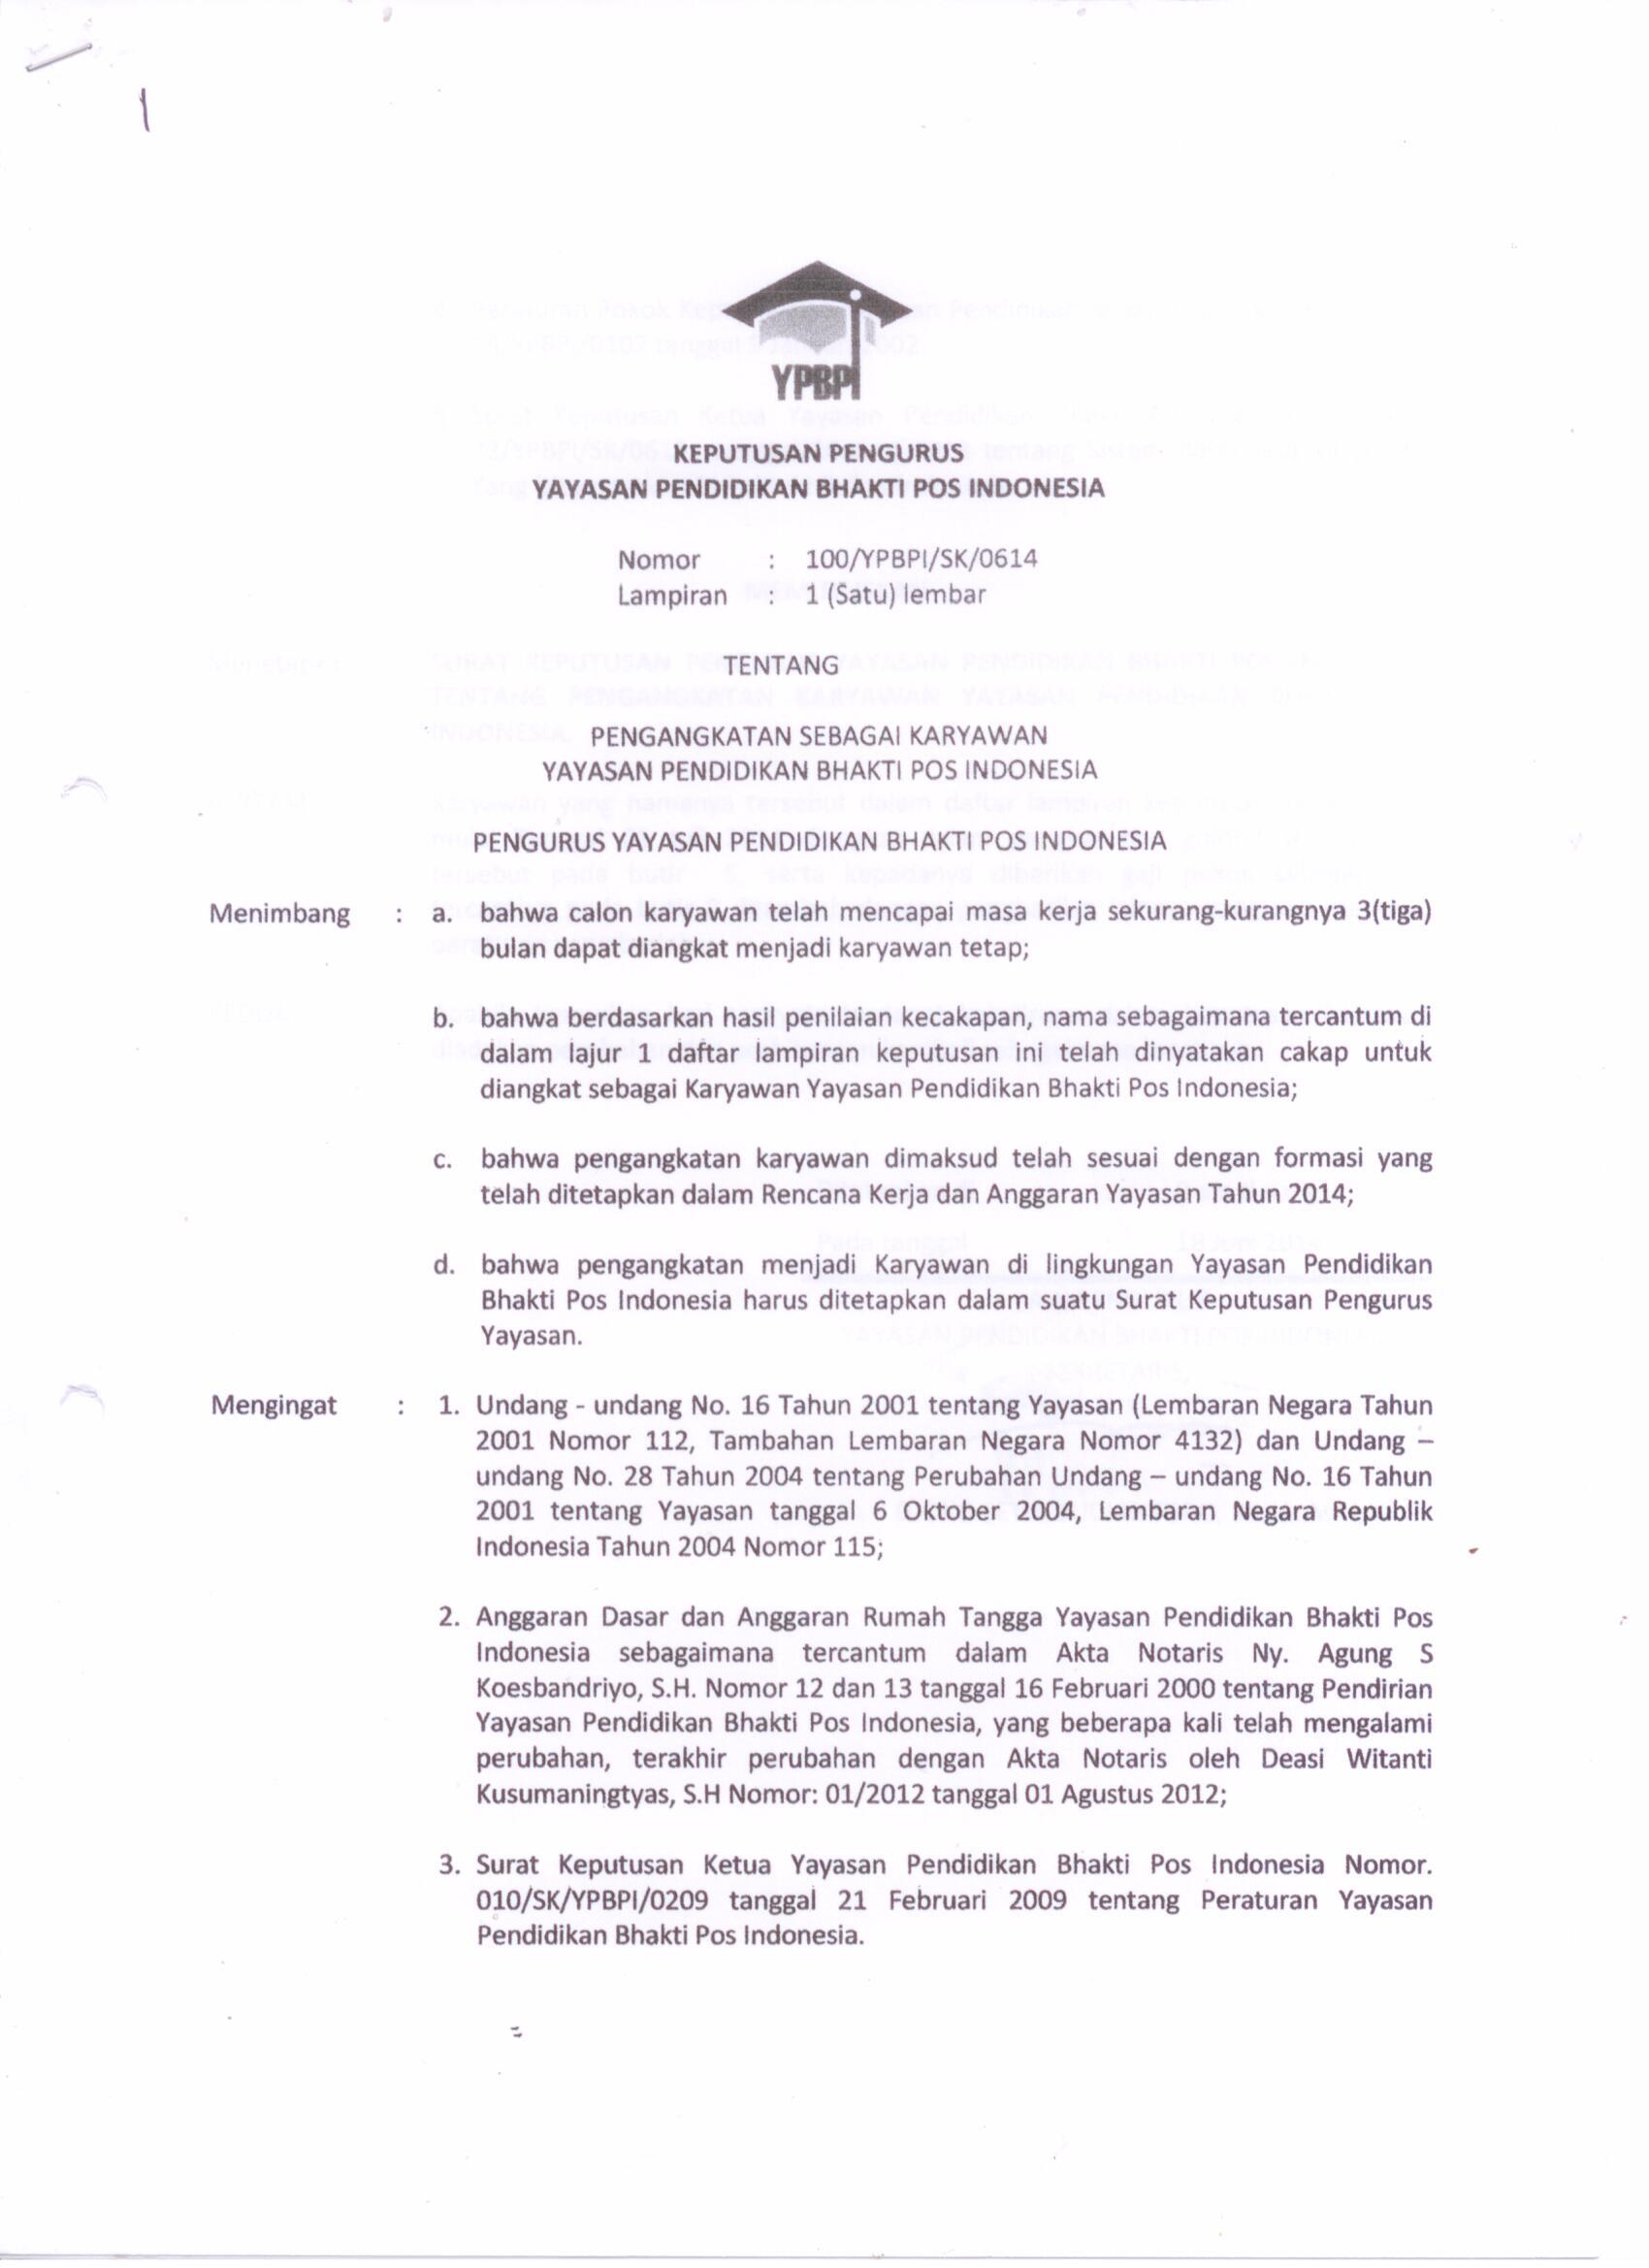 YPBPI
KEPUTUSAN PENGURUS
YAYASAN PENDIDIKAN BHAKTI POS INDONESIA
Nomor : 100/YPBPI/SK/0614
Lampiran : 1 (Satu) lembar
TENTANG
PENGANGKATAN SEBAGAI KARYAWAN
YAYASAN PENDIDIKAN BHAKTI POS INDONESIA
PENGURUS YAYASAN PENDIDIKAN BHAKTI POS INDONESIA
Menimbang : a. bahwa calon karyawan telah mencapai masa kerja sekurang-kurangnya 3(tiga)
bulan dapat diangkat menjadi karyawan tetap;
b. bahwa berdasarkan hasil penilaian kecakapan, nama sebagaimana tercantum di
dalam lajur 1 daftar lampiran keputusan ini telah dinyatakan cakap untuk
diangkat sebagai Karyawan Yayasan Pendidikan Bhakti Pos Indonesia;
c. bahwa pengangkatan karyawan dimaksud telah sesuai dengan formasi yang
telah ditetapkan dalam Rencana Kerja dan Anggaran Yayasan Tahun 2014;
d. bahwa pengangkatan menjadi Karyawan di lingkungan Yayasan Pendidikan
Bhakti Pos Indonesia harus ditetapkan dalam suatu Surat Keputusan Pengurus
Yayasan.
Mengingat : 1. Undang - undang No. 16 Tahun 2001 tentang Yayasan (Lembaran Negara Tahun
2001 Nomor 112, Tambahan Lembaran Negara Nomor 4132) dan Undang –
undang No. 28 Tahun 2004 tentang Perubahan Undang – undang No. 16 Tahun
2001 tentang Yayasan tanggal 6 Oktober 2004, Lembaran Negara Republik
Indonesia Tahun 2004 Nomor 115;
2. Anggaran Dasar dan Anggaran Rumah Tangga Yayasan Pendidikan Bhakti Pos
Indonesia sebagaimana tercantum dalam Akta Notaris Ny. Agung S
Koesbandriyo, S.H. Nomor 12 dan 13 tanggal 16 Februari 2000 tentang Pendirian
Yayasan Pendidikan Bhakti Pos Indonesia, yang beberapa kali telah mengalami
perubahan, terakhir perubahan dengan Akta Notaris oleh Deasi Witanti
Kusumaningtyas, S.H Nomor: 01/2012 tanggal 01 Agustus 2012;
3. Surat Keputusan Ketua Yayasan Pendidikan Bhakti Pos Indonesia Nomor.
010/SK/YPBPI/0209 tanggal 21 Februari 2009 tentang Peraturan Yayasan
Pendidikan Bhakti Pos Indonesia.